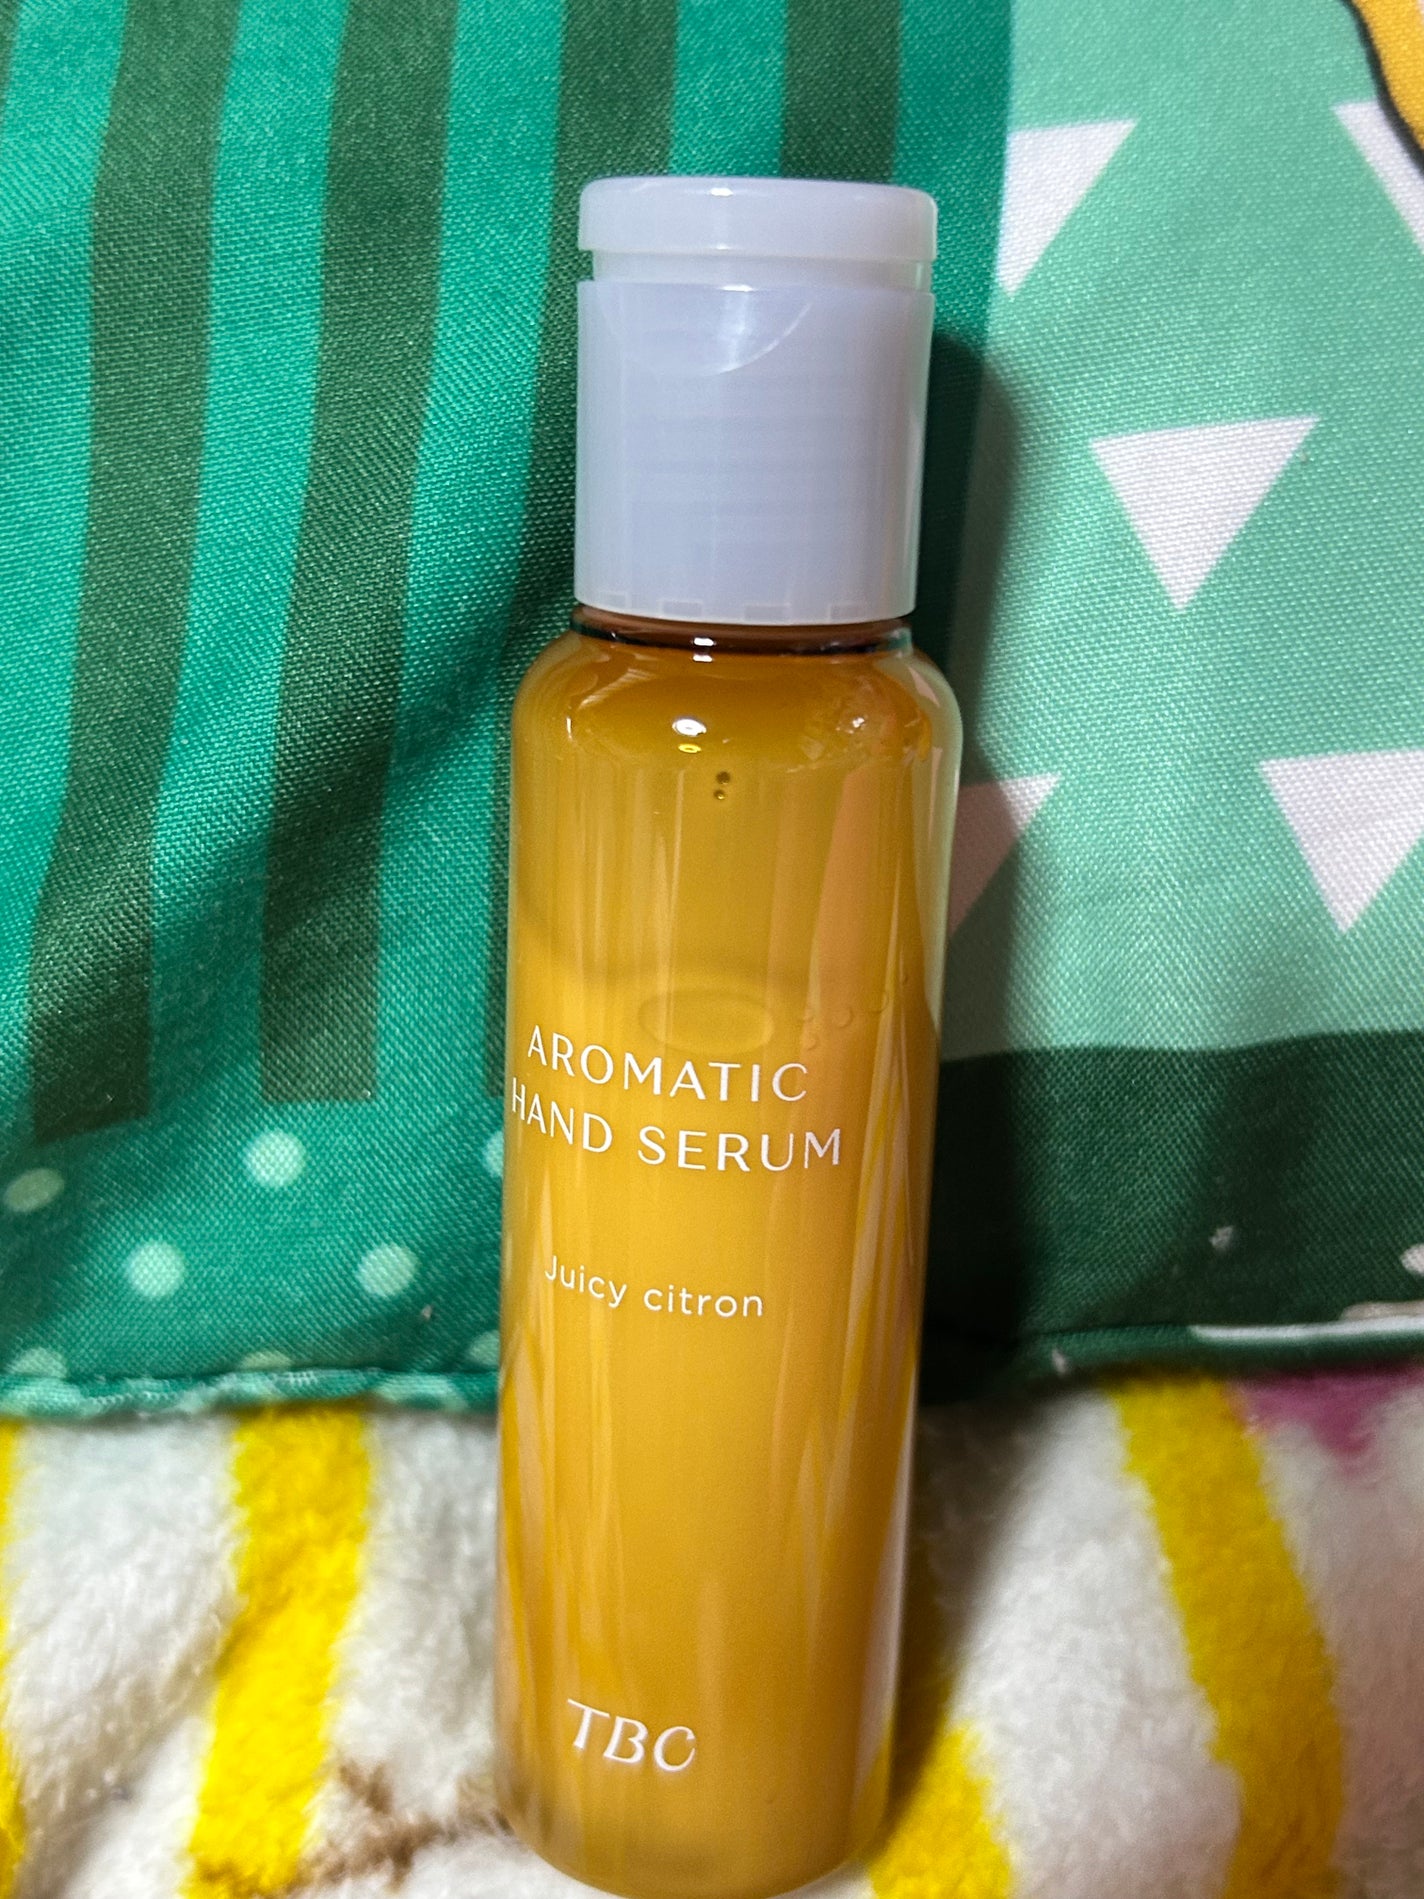 AROMATIC
HAND SERUM
Juicy citron
TBC